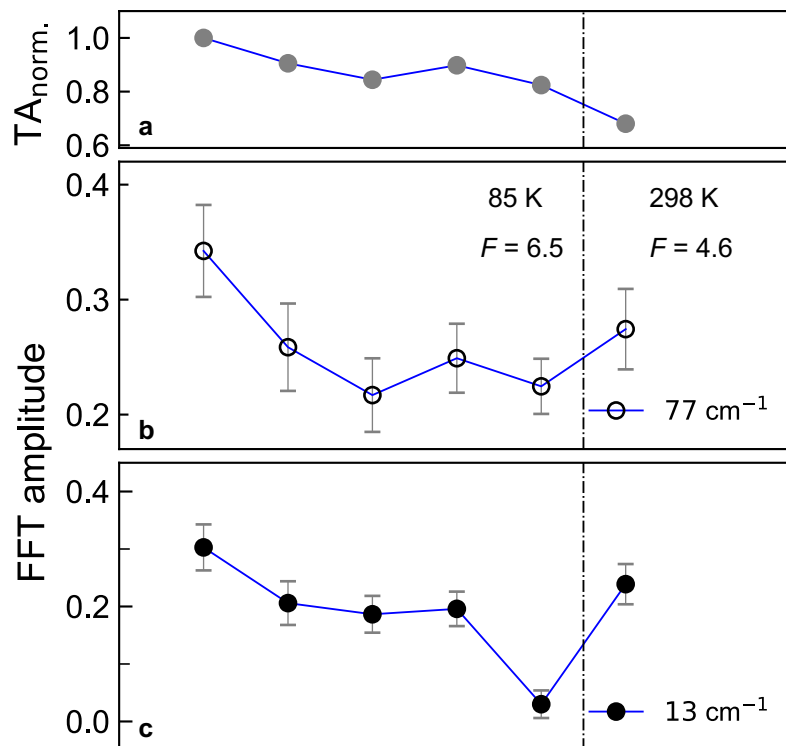 TAnorm.
1.0
0.8
0.6
a
FFT amplitude
0.4
0.3
0.2
85 K
298 K
F = 6.5
F = 4.6
b
77 cm⁻¹
0.4
0.2
0.0
c
13 cm⁻¹